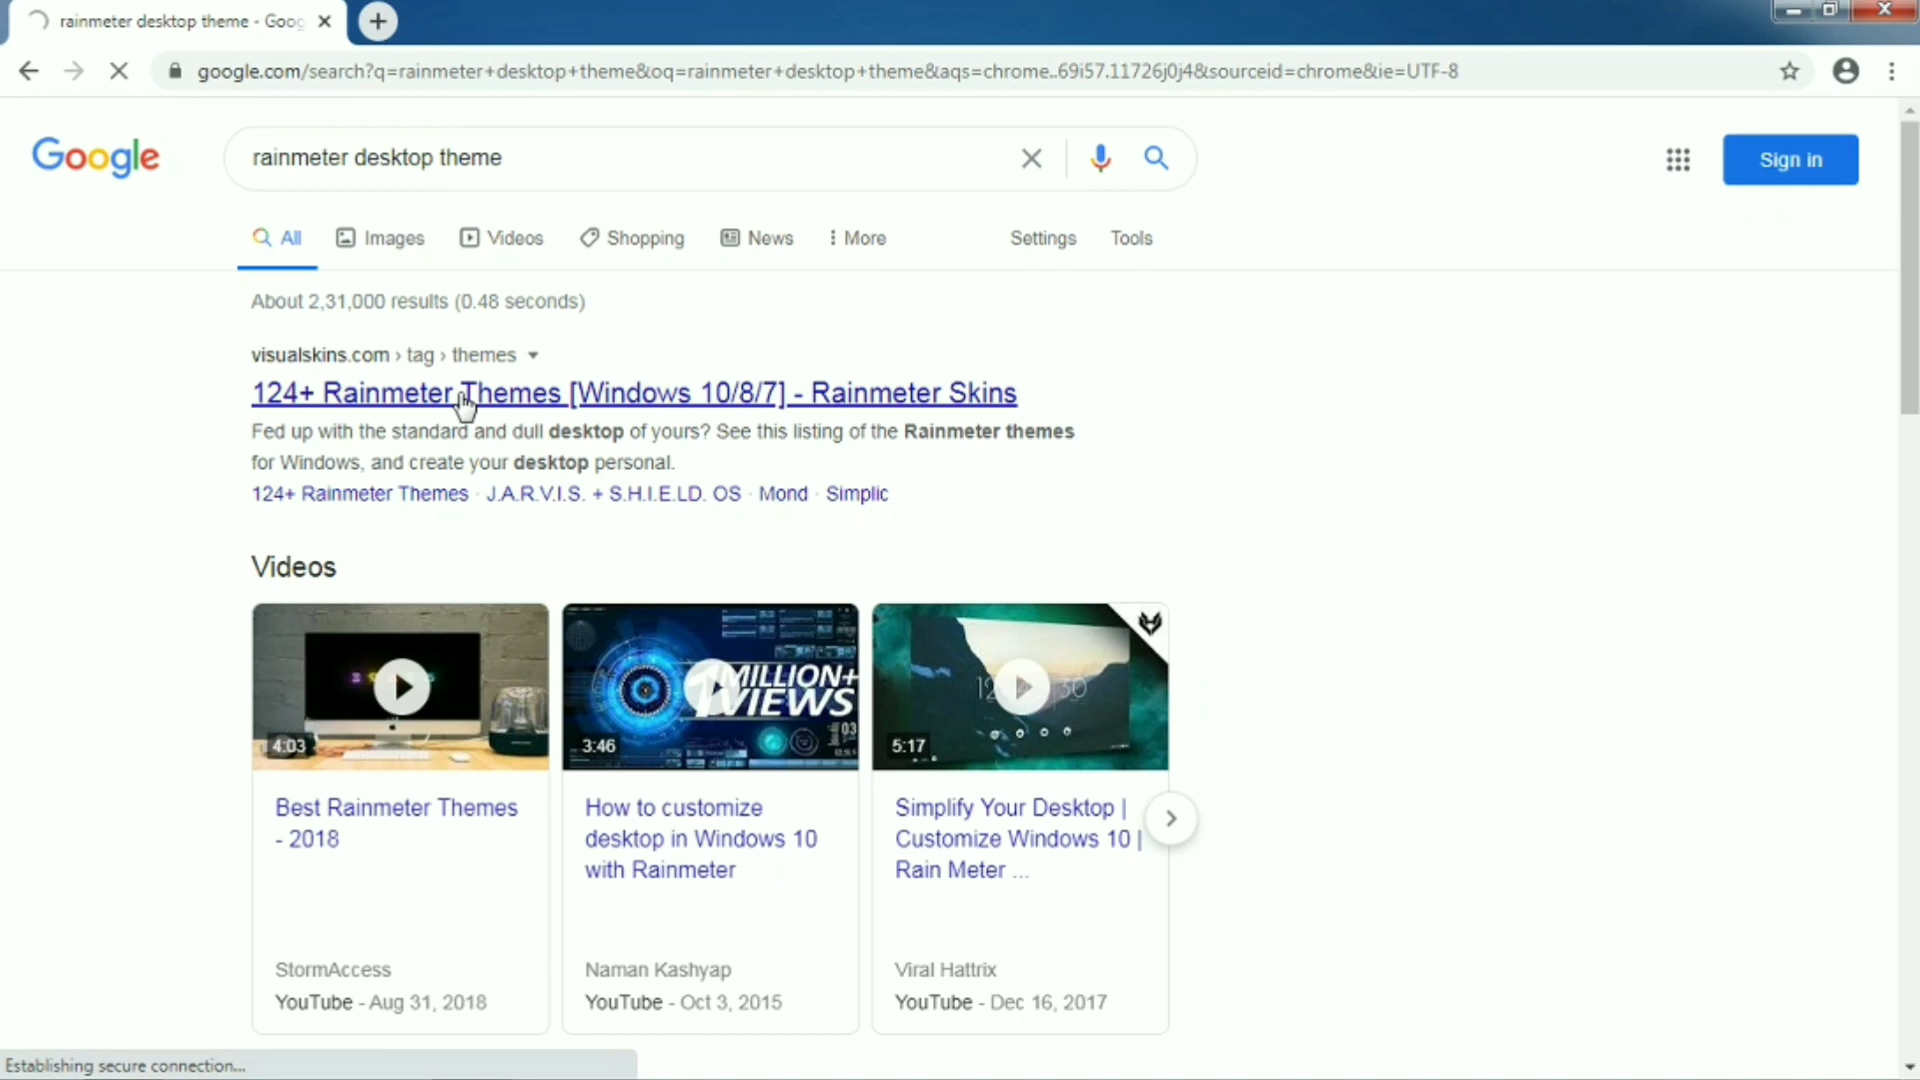 rainmeter desktop theme - Goog
google.com/search?q=rainmeter+desktop+theme&oq=rainmeter+desktop+theme&aqs=chrome..69i57.11726j0j4&sourceid=chrome&ie=UTF-8
Google
rainmeter desktop theme
Sign in
All Images Videos Shopping News More Settings Tools
About 2,31,000 results (0.48 seconds)
visualskins.com › tag › themes
124+ Rainmeter Themes [Windows 10/8/7] - Rainmeter Skins
Fed up with the standard and dull desktop of yours? See this listing of the Rainmeter themes
for Windows, and create your desktop personal.
124+ Rainmeter Themes · J.A.R.V.I.S. + S.H.I.E.LD. OS · Mond · Simplic
Videos
1 MILLION+
VIEWS
03
12 30
4:03 3:46 5:17
Best Rainmeter Themes
- 2018
StormAccess
YouTube - Aug 31, 2018
How to customize
desktop in Windows 10
with Rainmeter
Naman Kashyap
YouTube - Oct 3, 2015
Simplify Your Desktop |
Customize Windows 10 |
Rain Meter ...
Viral Hattrix
YouTube - Dec 16, 2017
Establishing secure connection...